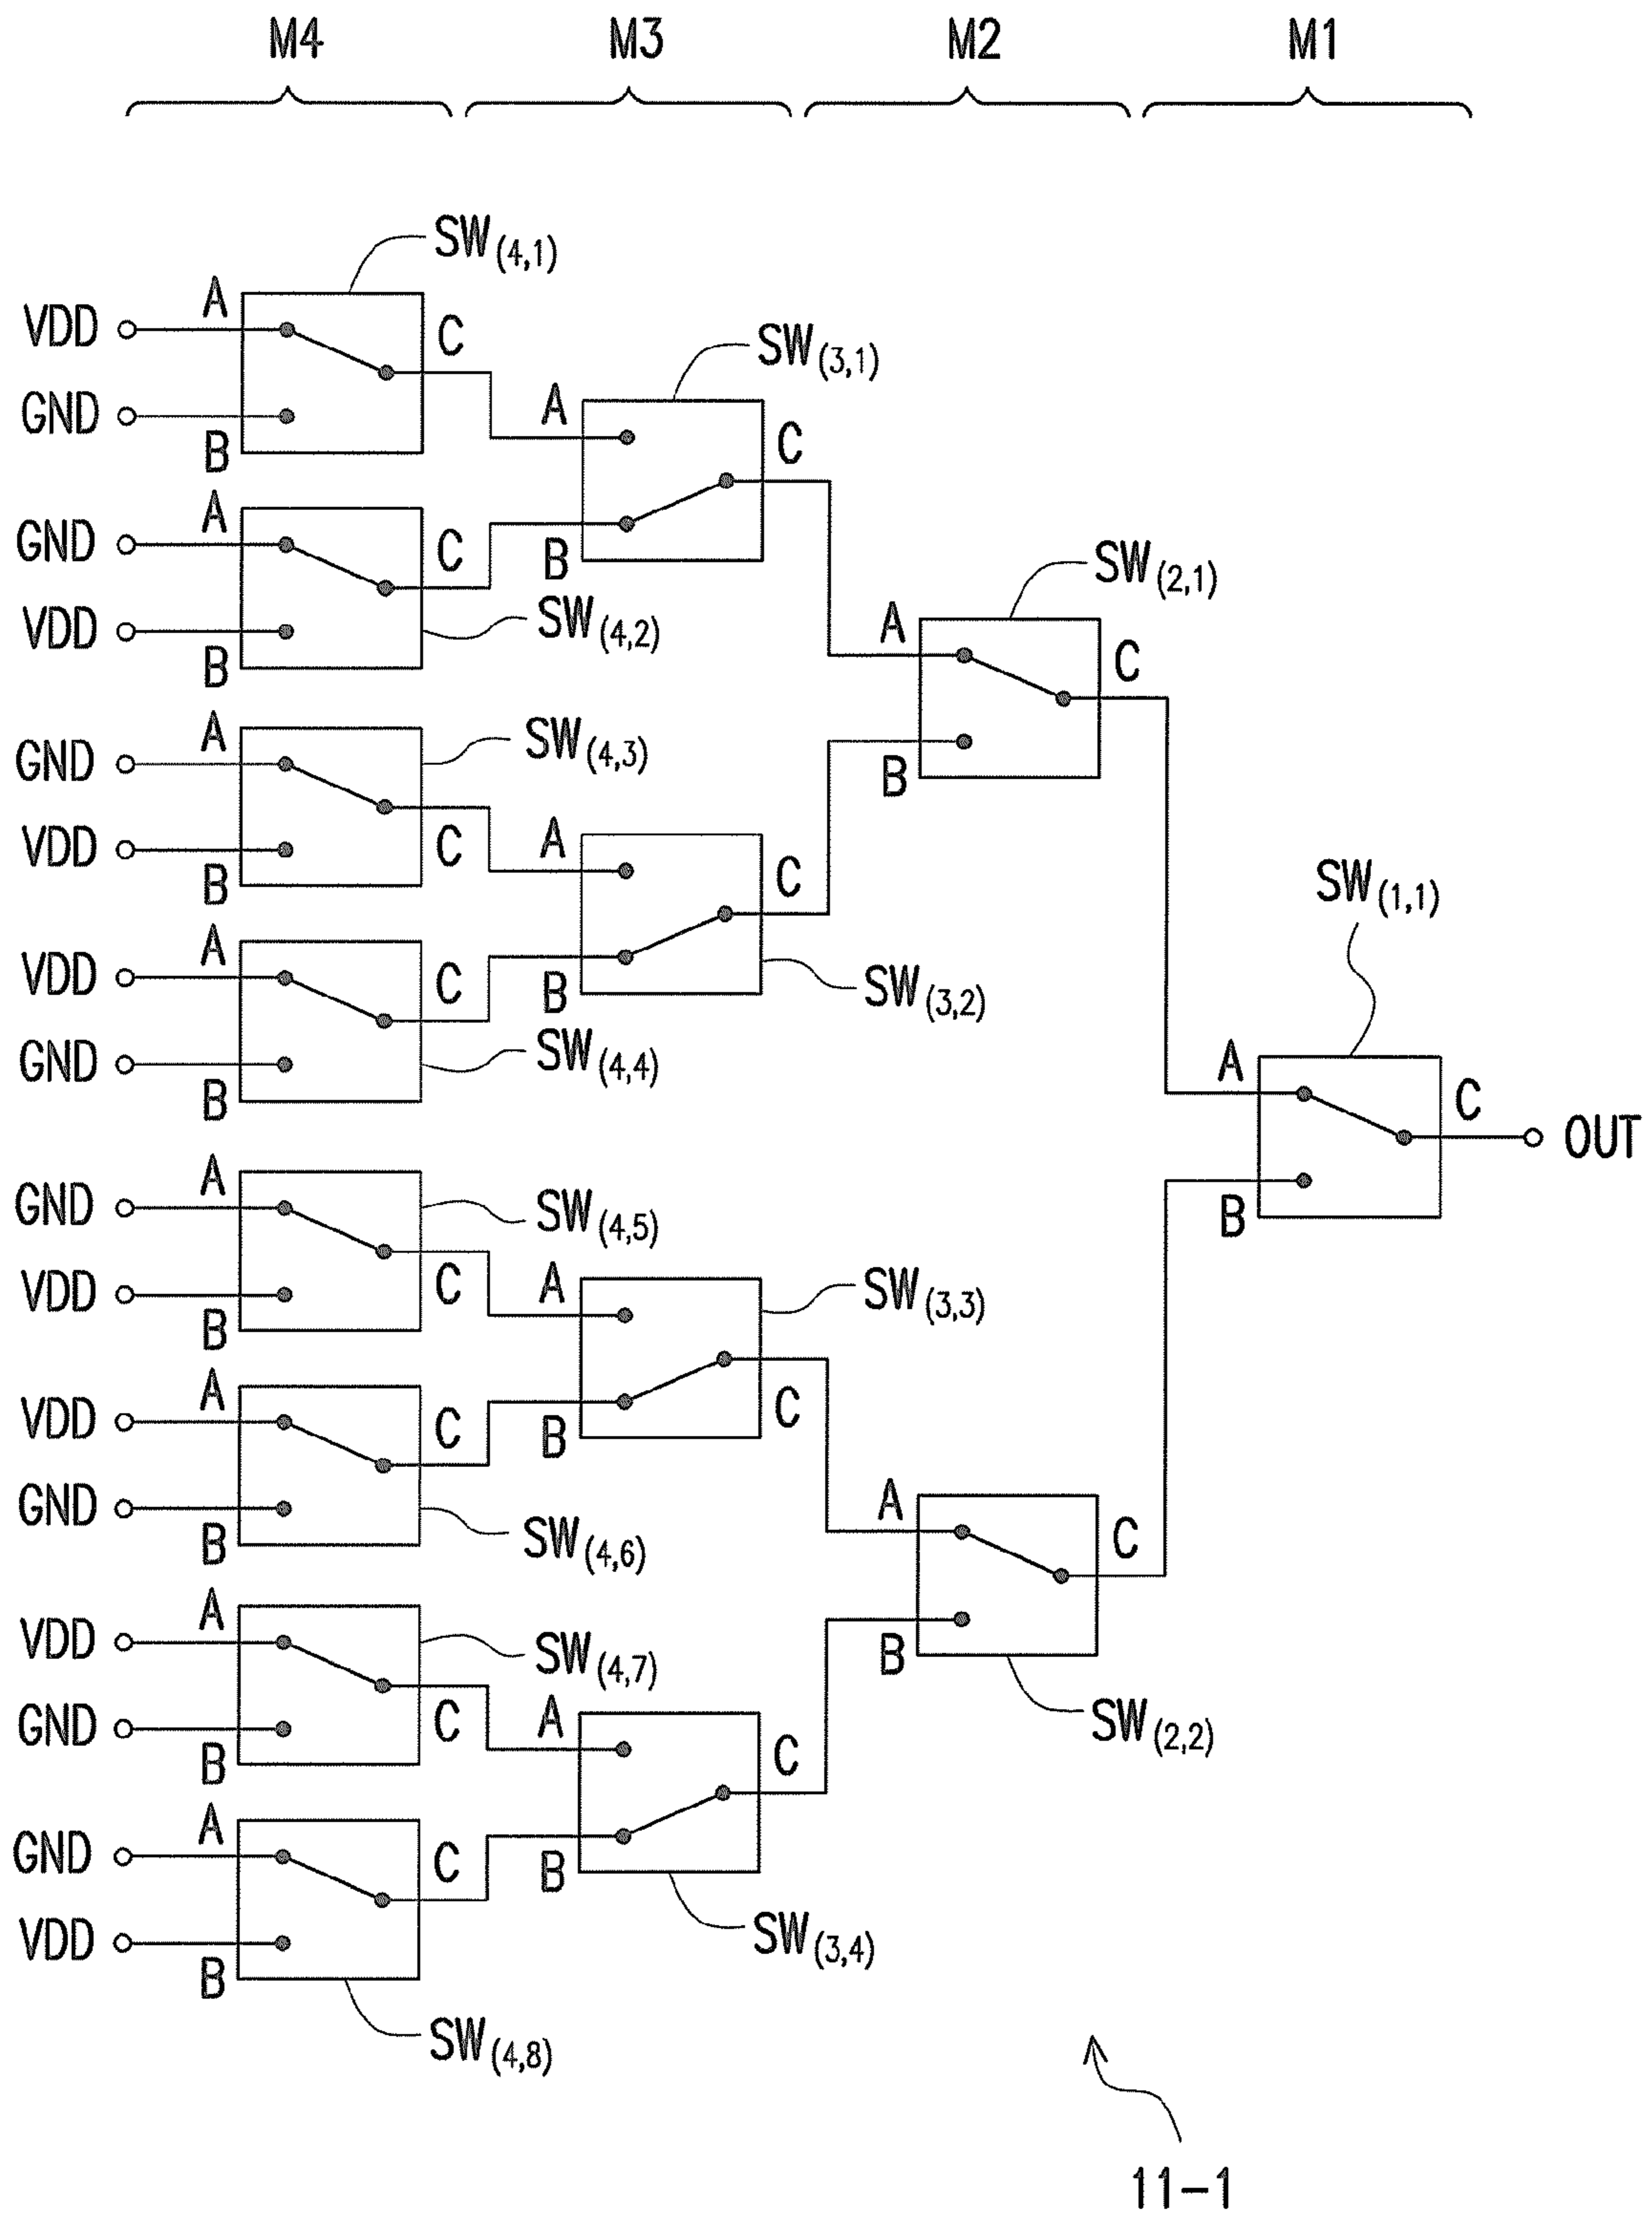 M4 M3 M2 M1
SW(4,1)
A
VDD
C
SW(3,1)
GND
B
A
C
A
GND
C
B
SW(2,1)
VDD
SW(4,2)
B
A
C
A
SW(4,3)
GND
B
VDD
C
A
C
SW(1,1)
B
A
VDD
C
B
SW(3,2)
GND
SW(4,4)
B
A
C
OUT
A
GND
SW(4,5)
B
VDD
C
A
SW(3,3)
B
A
VDD
C
B
C
GND
SW(4,6)
B
A
C
A
VDD
SW(4,7)
B
GND
C
A
SW(2,2)
B
C
A
GND
C
B
VDD
SW(3,4)
B
SW(4,8)
11-1